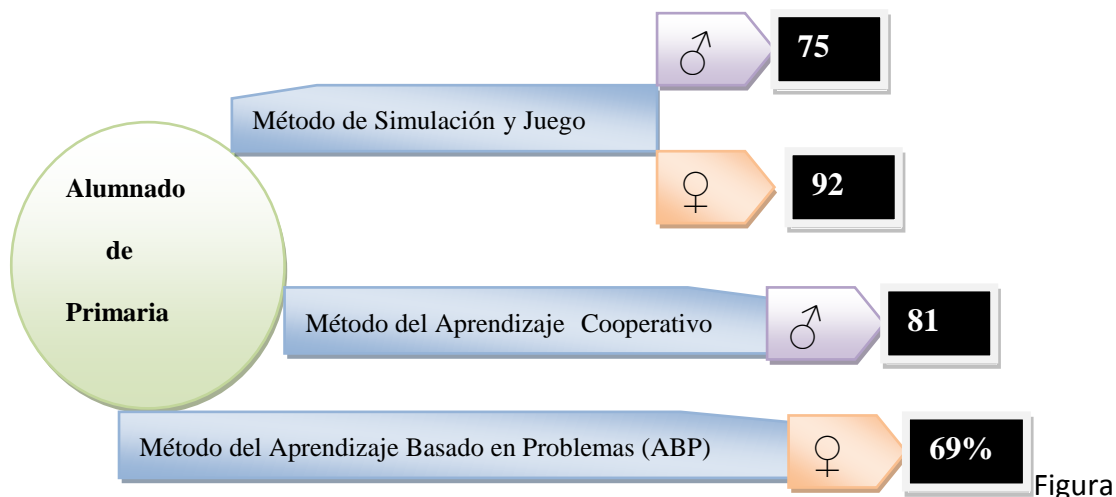 ♂ 75
Método de Simulación y Juego
♀ 92
Alumnado
de
Primaria
Método del Aprendizaje Cooperativo ♂ 81
Método del Aprendizaje Basado en Problemas (ABP) ♀ 69%
Figura